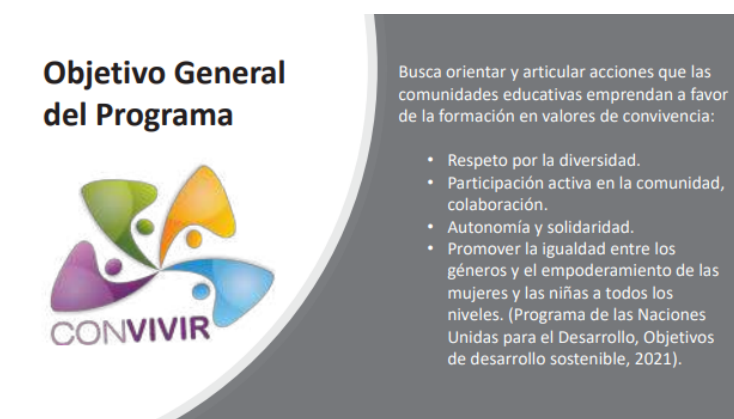 Objetivo General
del Programa
CONVIVIR
Busca orientar y articular acciones que las
comunidades educativas emprendan a favor
de la formación en valores de convivencia:
• Respeto por la diversidad.
• Participación activa en la comunidad,
colaboración.
• Autonomía y solidaridad.
• Promover la igualdad entre los
géneros y el empoderamiento de las
mujeres y las niñas a todos los
niveles. (Programa de las Naciones
Unidas para el Desarrollo, Objetivos
de desarrollo sostenible, 2021).